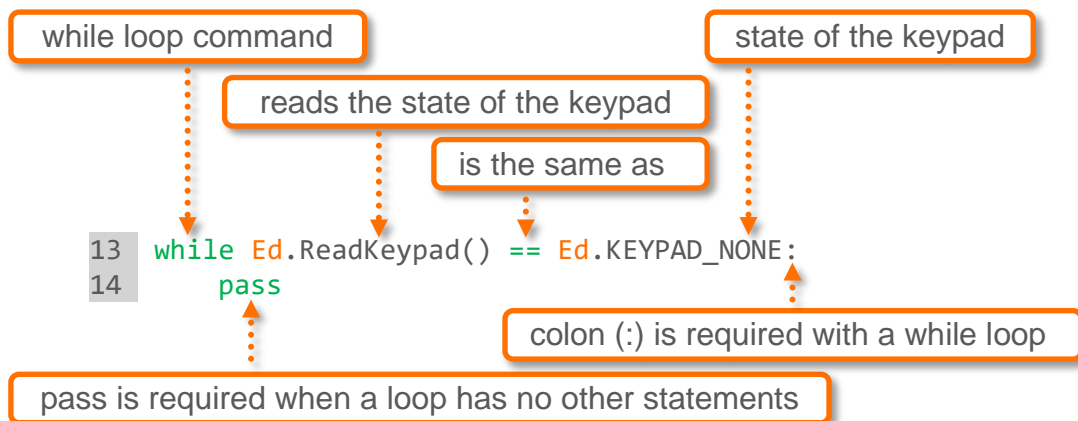 while loop command
state of the keypad
reads the state of the keypad
is the same as
13 while Ed.ReadKeypad() == Ed.KEYPAD_NONE:
14 pass
colon (:) is required with a while loop
pass is required when a loop has no other statements